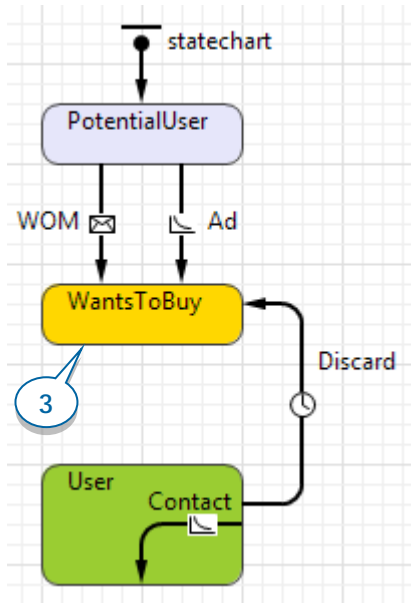 statechart
PotentialUser
WOM
Ad
WantsToBuy
Discard
3
User
Contact